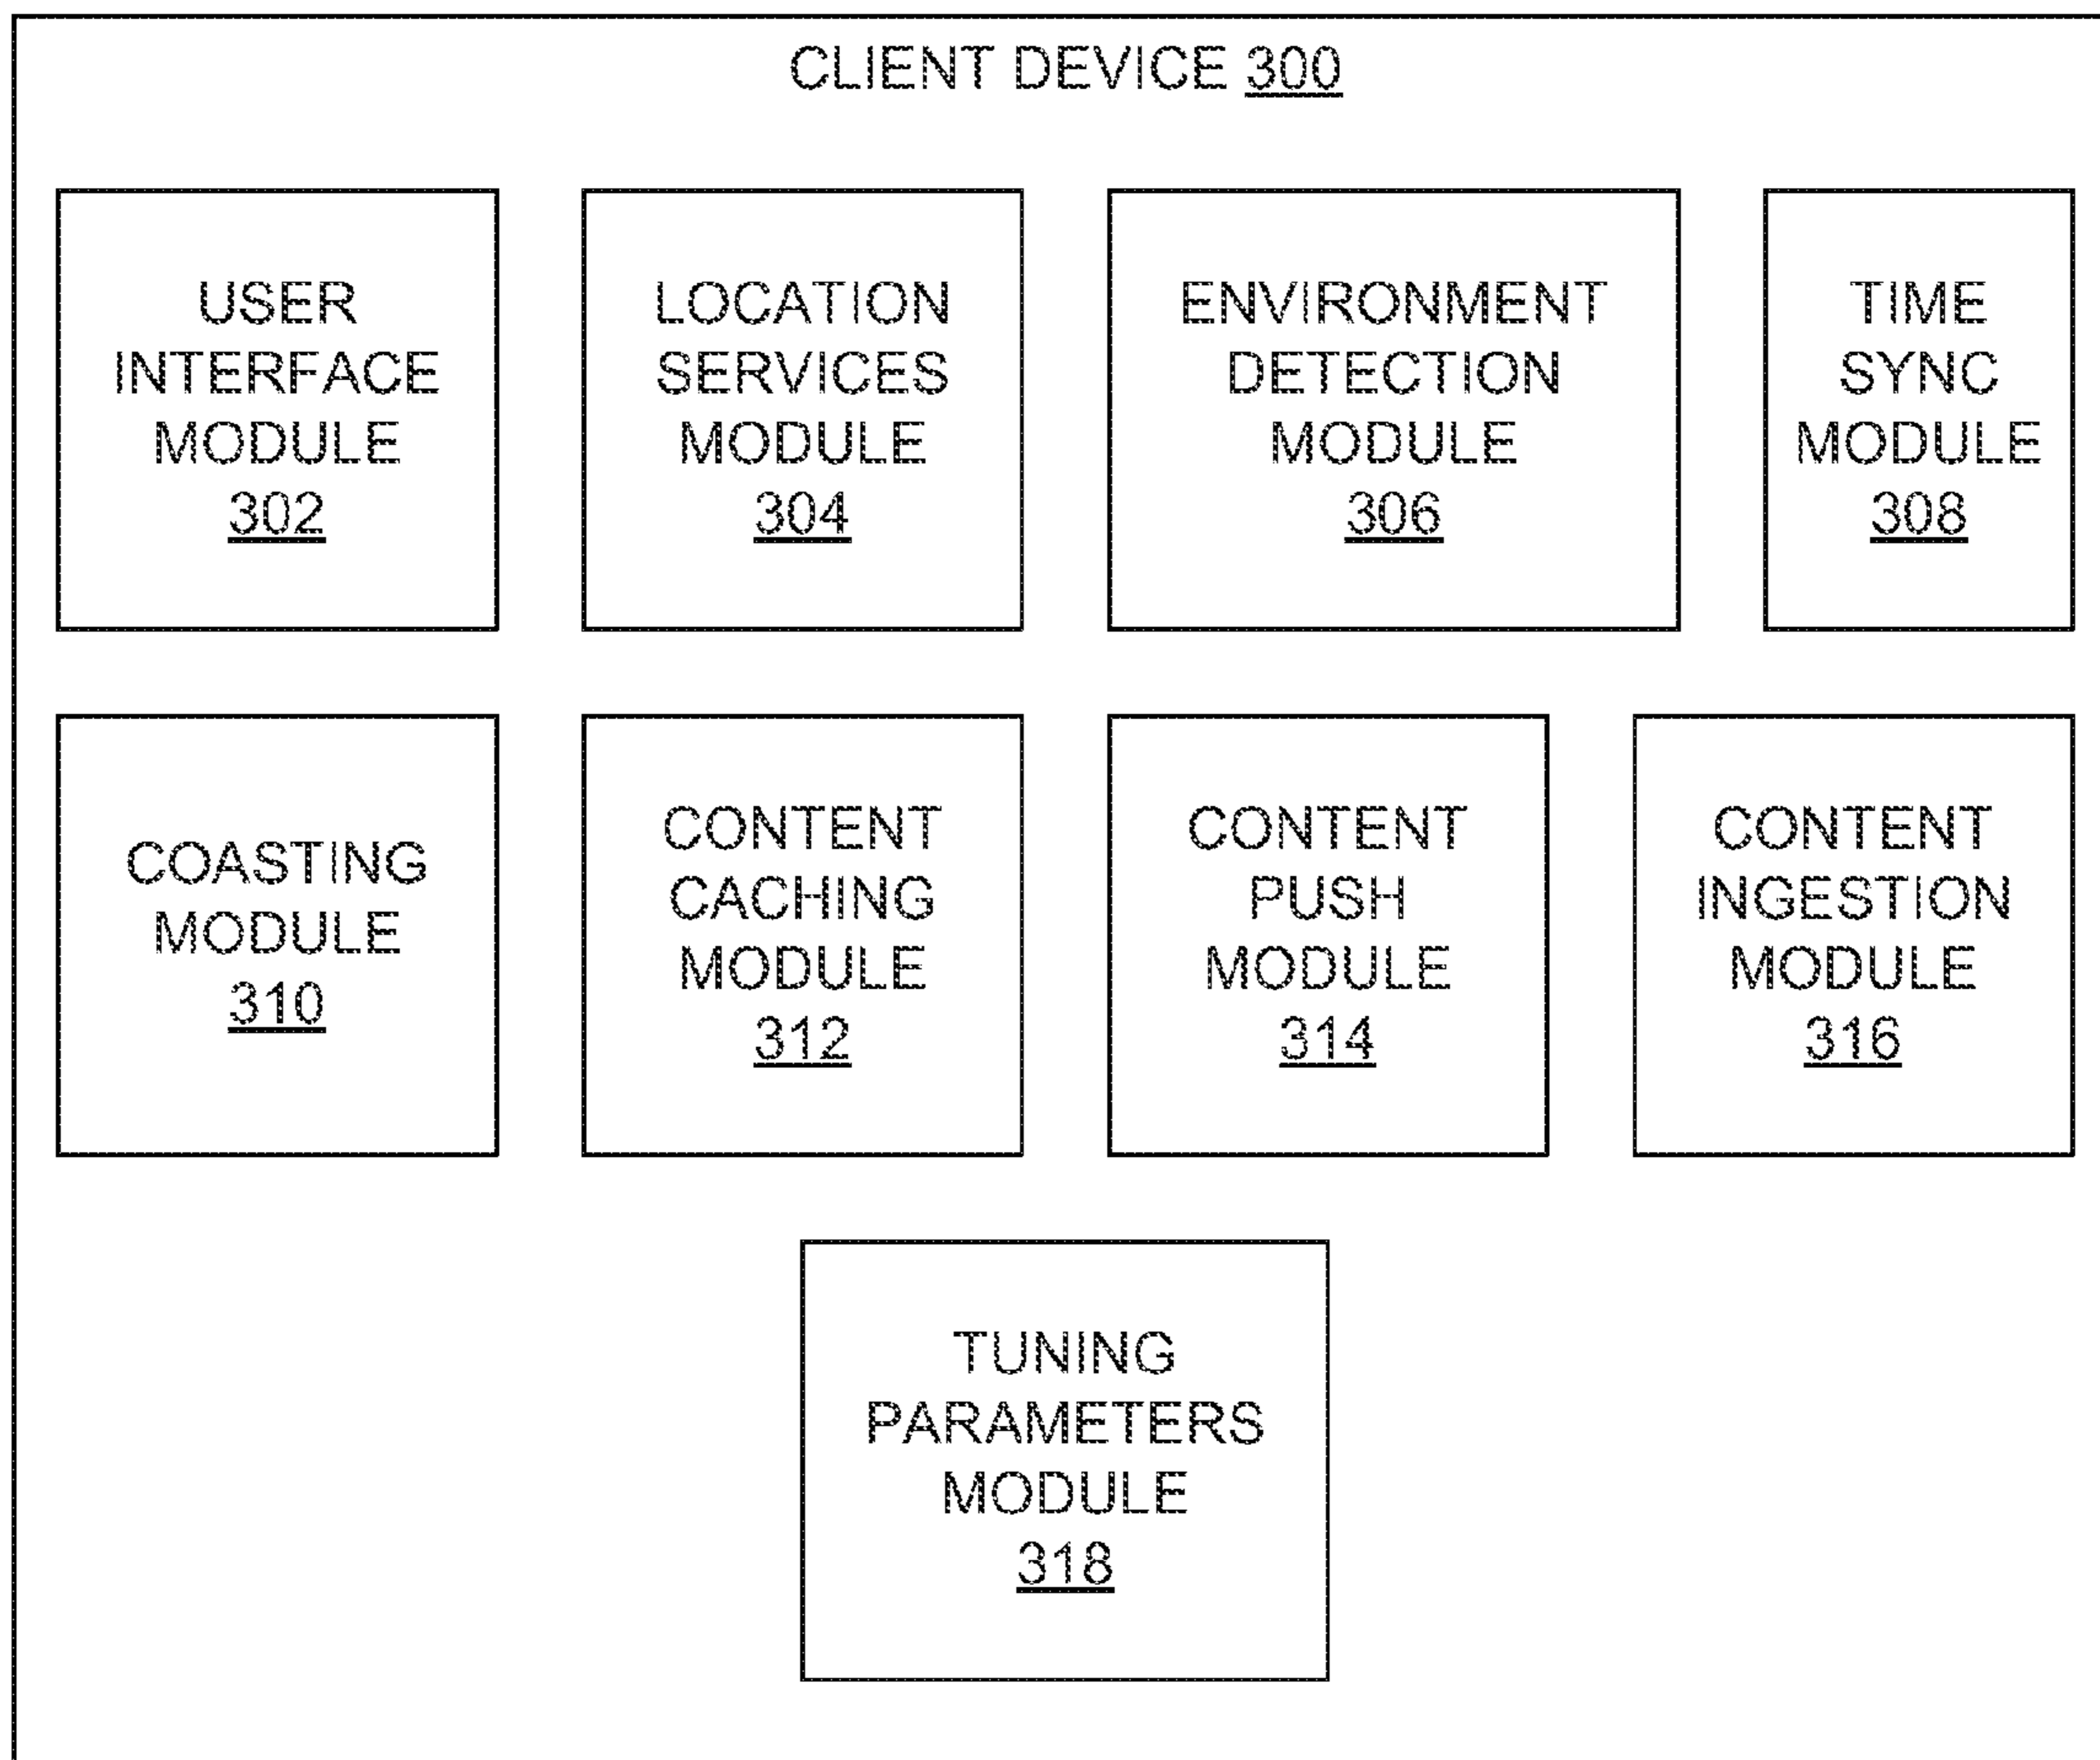 CLIENT DEVICE 300
USER
INTERFACE
MODULE
302
LOCATION
SERVICES
MODULE
304
ENVIRONMENT
DETECTION
MODULE
306
TIME
SYNC
MODULE
308
COASTING
MODULE
310
CONTENT
CACHING
MODULE
312
CONTENT
PUSH
MODULE
314
CONTENT
INGESTION
MODULE
316
TUNING
PARAMETERS
MODULE
318